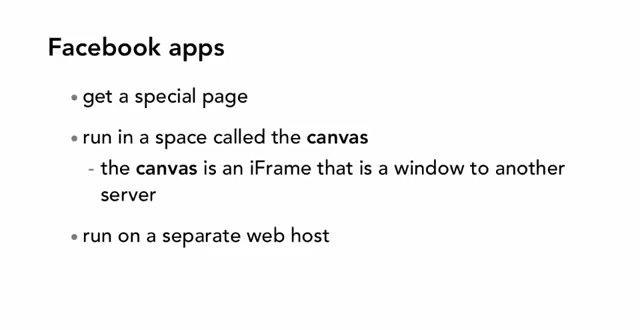 Facebook apps
• get a special page
• run in a space called the canvas
- the canvas is an iFrame that is a window to another
server
• run on a separate web host